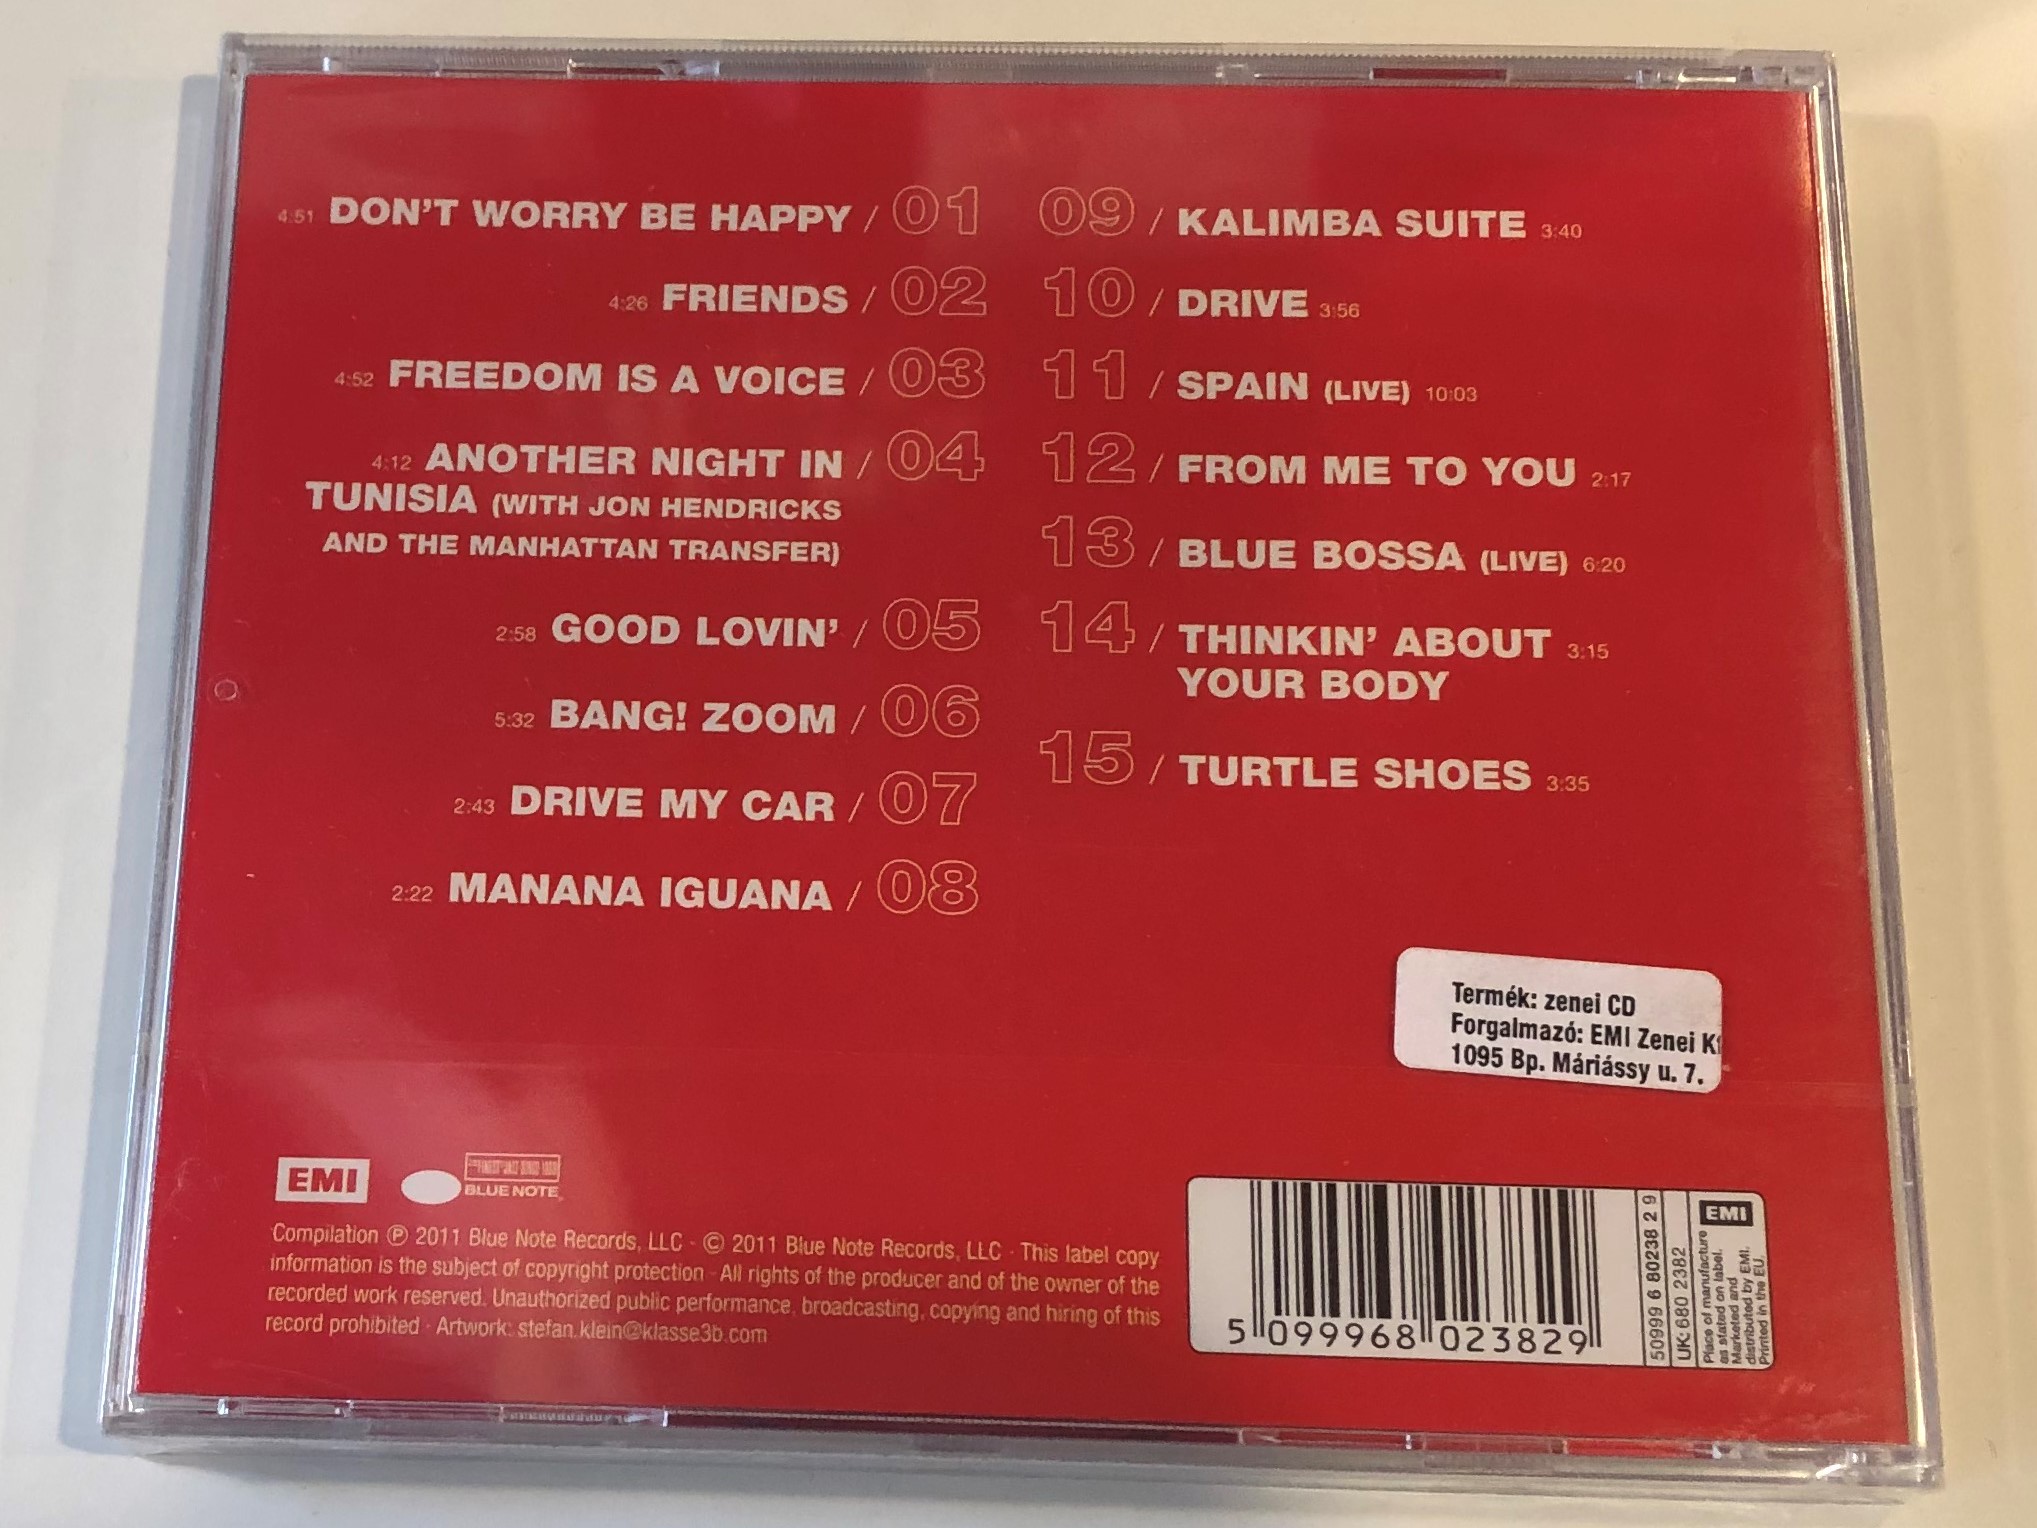 4:51 DON'T WORRY BE HAPPY / 01
4:26 FRIENDS / 02
4:52 FREEDOM IS A VOICE / 03
4:12 ANOTHER NIGHT IN / 04
TUNISIA (WITH JON HENDRICKS
AND THE MANHATTAN TRANSFER)
2:58 GOOD LOVIN' / 05
5:32 BANG! ZOOM / 06
2:43 DRIVE MY CAR / 07
2:22 MANANA IGUANA / 08
09 / KALIMBA SUITE 3:40
10 / DRIVE 3:56
11 / SPAIN (LIVE) 10:03
12 / FROM ME TO YOU 2:17
13 / BLUE BOSSA (LIVE) 6:20
14 / THINKIN' ABOUT 3:15
YOUR BODY
15 / TURTLE SHOES 3:35
Termék: zenei CD
Forgalmazó: EMI Zenei
1095 Bp. Máriássy u. 7.
EMI
BLUE NOTE
Compilation ℗ 2011 Blue Note Records, LLC · © 2011 Blue Note Records, LLC · This label copy
information is the subject of copyright protection · All rights of the producer and of the owner of the
recorded work reserved. Unauthorized public performance, broadcasting, copying and hiring of this
record prohibited · Artwork: stefan.klein@klasse3b.com
5 099968 023829
50999 6 80238 2 9
UK: 680 2382
EMI
Place of manufacture
as stated on label.
Marketed and
distributed by EMI.
Printed in the EU.